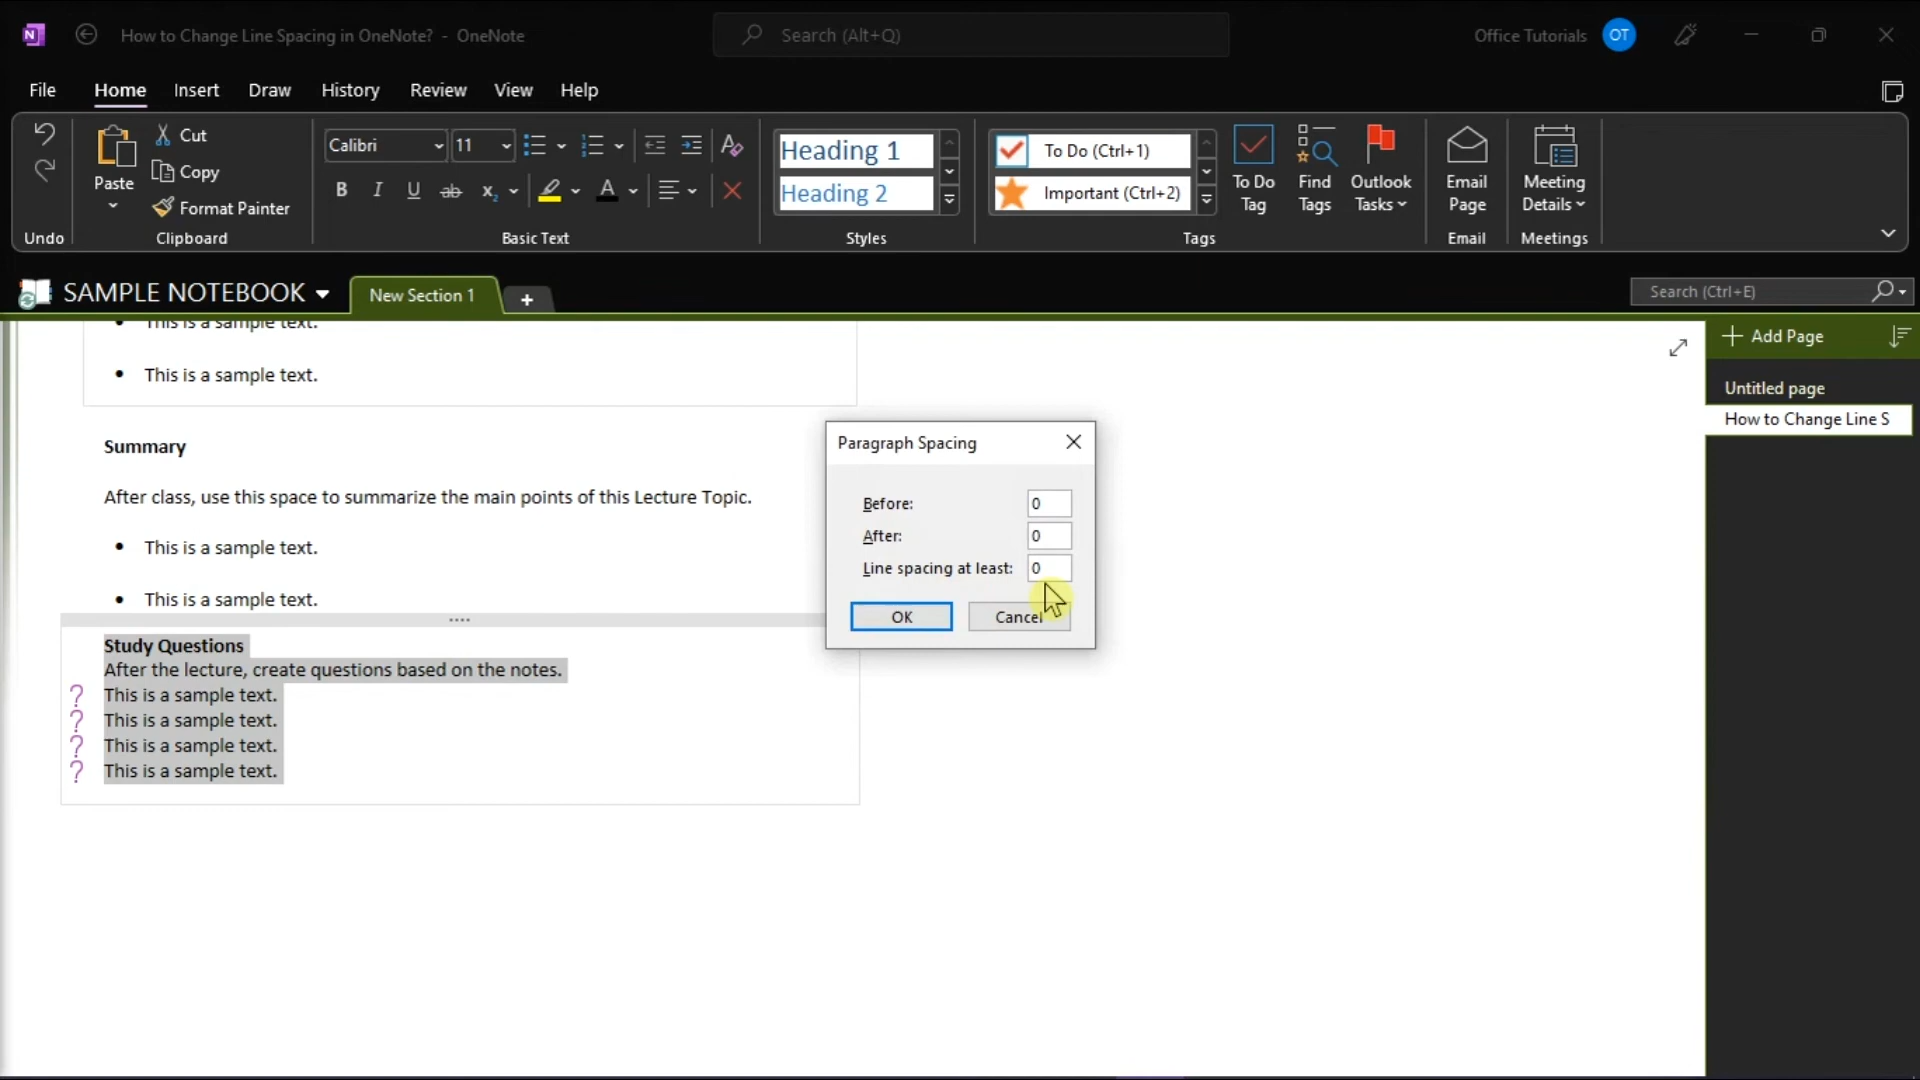 How to Change Line Spacing in OneNote? - OneNote
Search (Alt+Q)
Office Tutorials OT
File Home Insert Draw History Review View Help
Undo
Paste
Cut
Copy
Format Painter
Clipboard
Calibri 11
B I U ab x₂ A
Basic Text
Heading 1
Heading 2
Styles
To Do (Ctrl+1)
Important (Ctrl+2)
Tags
To Do
Tag
Find
Tags
Outlook
Tasks
Email
Page
Email
Meeting
Details
Meetings
SAMPLE NOTEBOOK
New Section 1
+
Search (Ctrl+E)
Add Page
Untitled page
How to Change Line S
• This is a sample text.
• This is a sample text.
Summary
After class, use this space to summarize the main points of this Lecture Topic.
• This is a sample text.
• This is a sample text.
Study Questions
After the lecture, create questions based on the notes.
? This is a sample text.
? This is a sample text.
? This is a sample text.
? This is a sample text.
Paragraph Spacing
Before: 0
After: 0
Line spacing at least: 0
OK Cancel